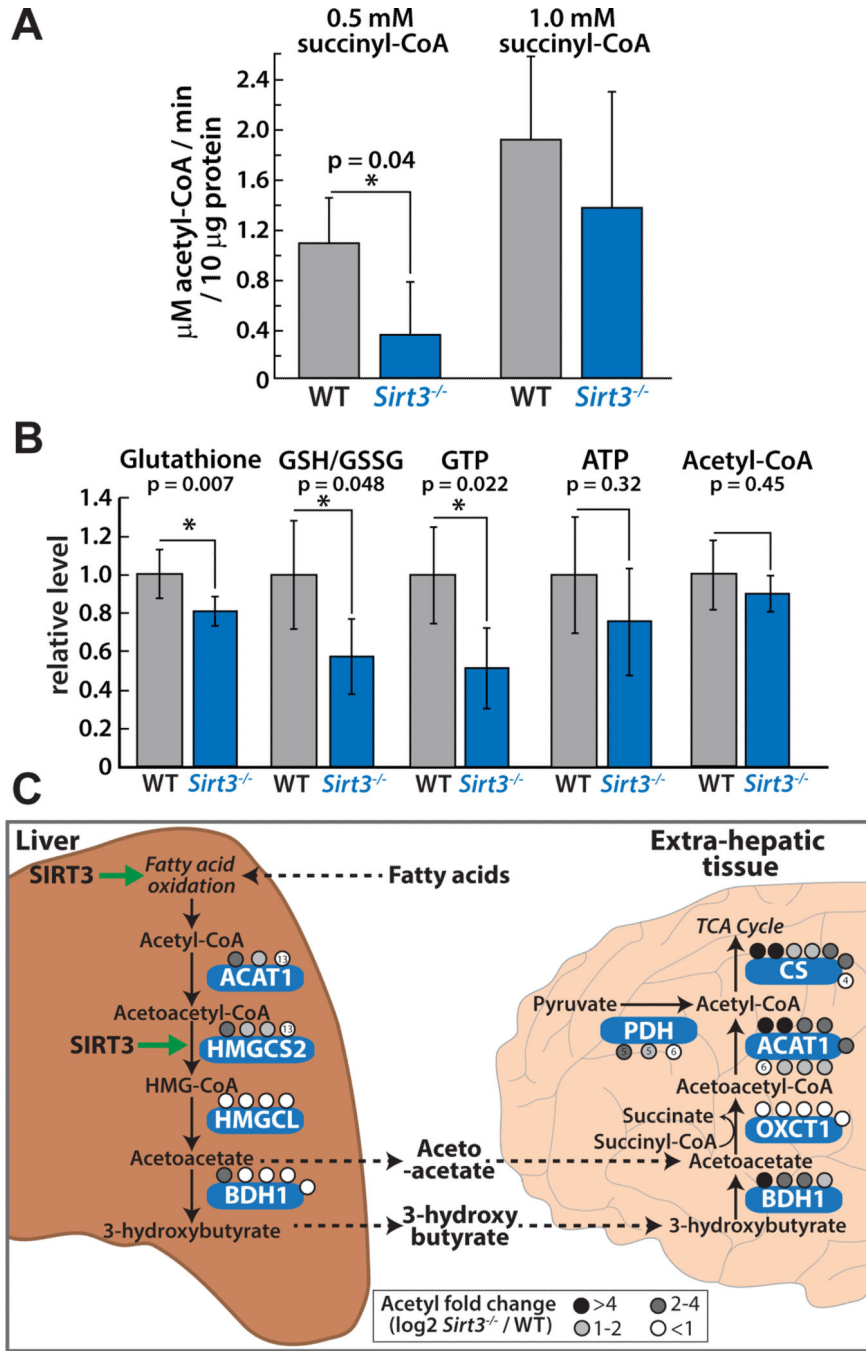 A
0.5 mM
succinyl-CoA
1.0 mM
succinyl-CoA
μM acetyl-CoA / min
/ 10 μg protein
2.4
2.0
1.6
1.2
0.8
0.4
0
p = 0.04
*
WT
Sirt3-/-
WT
Sirt3-/-
B
Glutathione
p = 0.007
GSH/GSSG
p = 0.048
GTP
p = 0.022
ATP
p = 0.32
Acetyl-CoA
p = 0.45
* * *
relative level
1.4
1.2
1.0
0.8
0.6
0.4
0.2
0
WT Sirt3-/- WT Sirt3-/- WT Sirt3-/- WT Sirt3-/- WT Sirt3-/-
C
Liver
SIRT3
Fatty acid
oxidation
Fatty acids
Acetyl-CoA
13
ACAT1
Acetoacetyl-CoA
13
SIRT3
HMGCS2
HMG-CoA
HMGCL
Acetoacetate
BDH1
3-hydroxybutyrate
Aceto
-acetate
3-hydroxy
butyrate
Extra-hepatic
tissue
TCA Cycle
CS
4
Pyruvate
Acetyl-CoA
PDH
5 5 6
ACAT1
6
Acetoacetyl-CoA
Succinate
Succinyl-CoA
OXCT1
Acetoacetate
BDH1
3-hydroxybutyrate
Acetyl fold change
(log2 Sirt3-/- / WT)
>4
2-4
1-2
<1